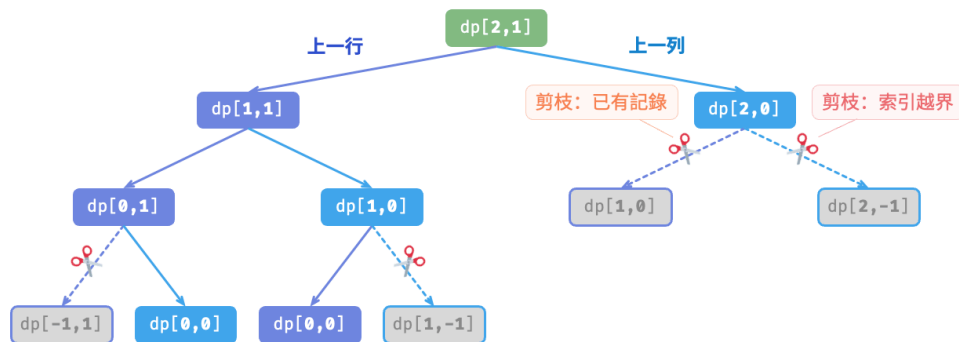 dp[2,1]
上一行
上一列
dp[1,1]
剪枝：已有記錄
dp[2,0]
剪枝：索引越界
dp[0,1]
dp[1,0]
dp[1,0]
dp[2,-1]
dp[-1,1]
dp[0,0]
dp[0,0]
dp[1,-1]